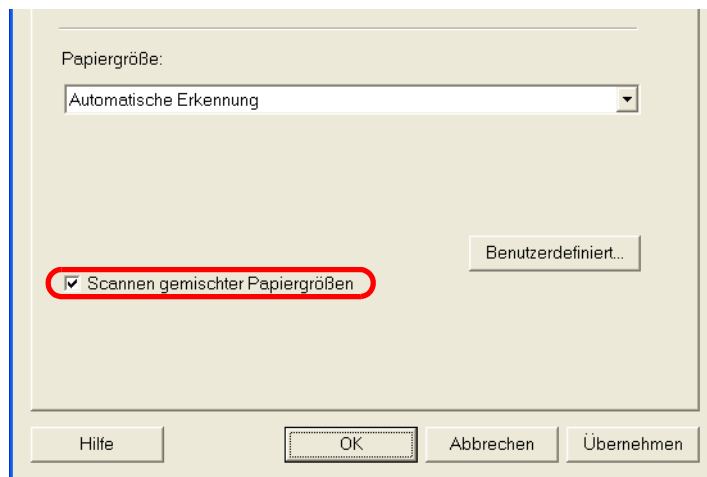 Papiergröße:
Automatische Erkennung
Benutzerdefiniert...
Scannen gemischter Papiergrößen
Hilfe OK Abbrechen Übernehmen